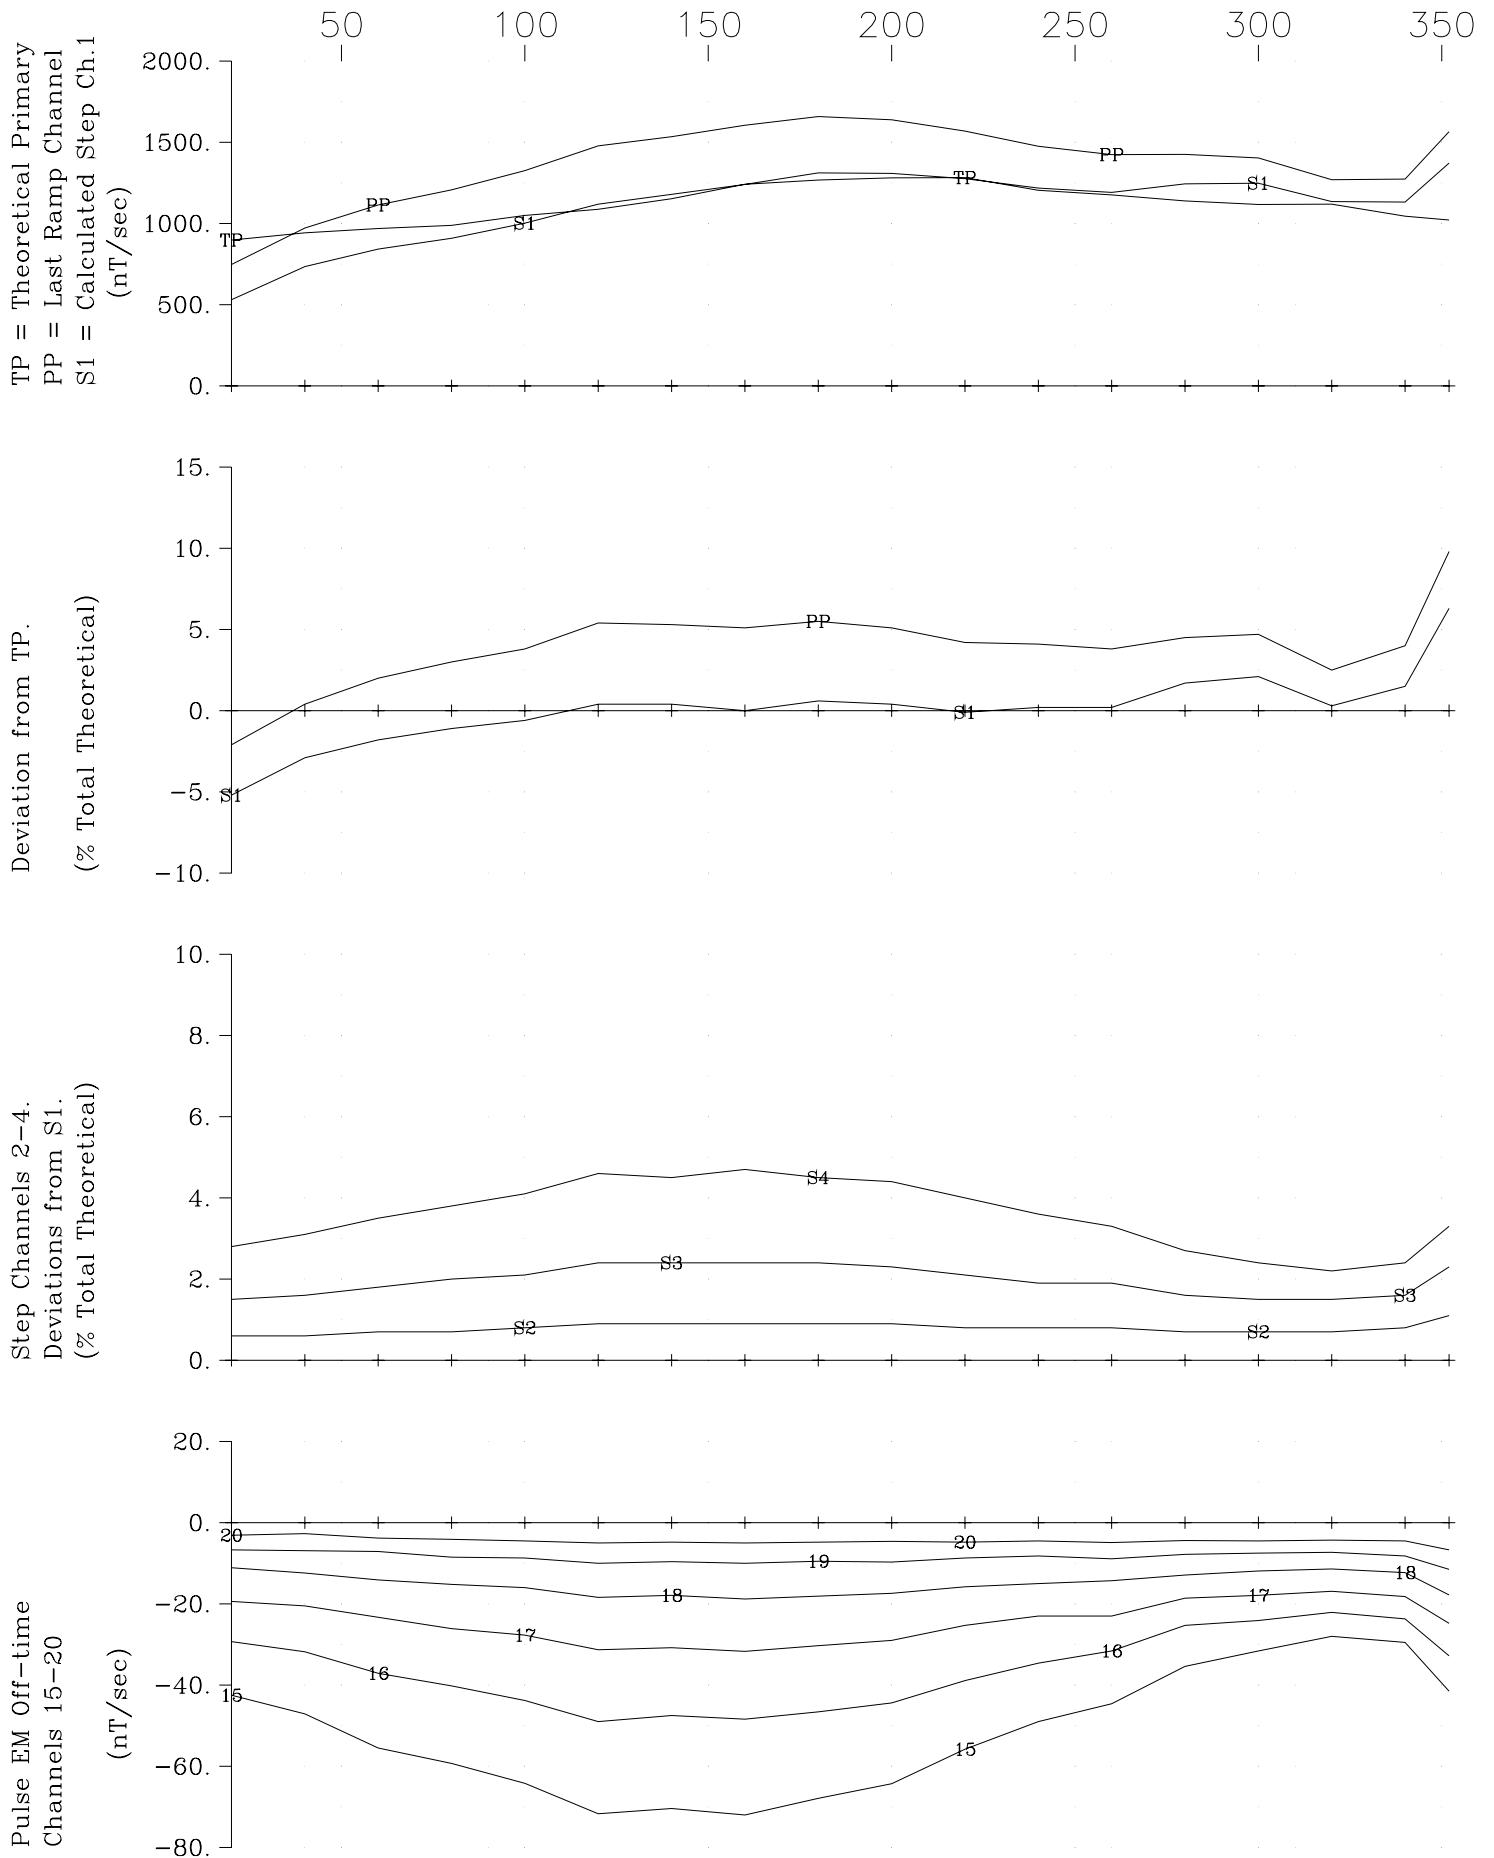 50 100 150 200 250 300 350
TP = Theoretical Primary
PP = Last Ramp Channel
S1 = Calculated Step Ch.1
(nT/sec)
2000.
1500.
1000.
500.
0.
PP
PP
TP
TP
S1
S1
Deviation from TP.
(% Total Theoretical)
15.
10.
5.
0.
−5.
−10.
PP
S1
S1
Step Channels 2−4.
Deviations from S1.
(% Total Theoretical)
10.
8.
6.
4.
2.
0.
S4
S3
S3
S2
S2
Pulse EM Off−time
Channels 15−20
(nT/sec)
20.
0.
−20.
−40.
−60.
−80.
20
20
19
18
18
17
17
16
16
15
15